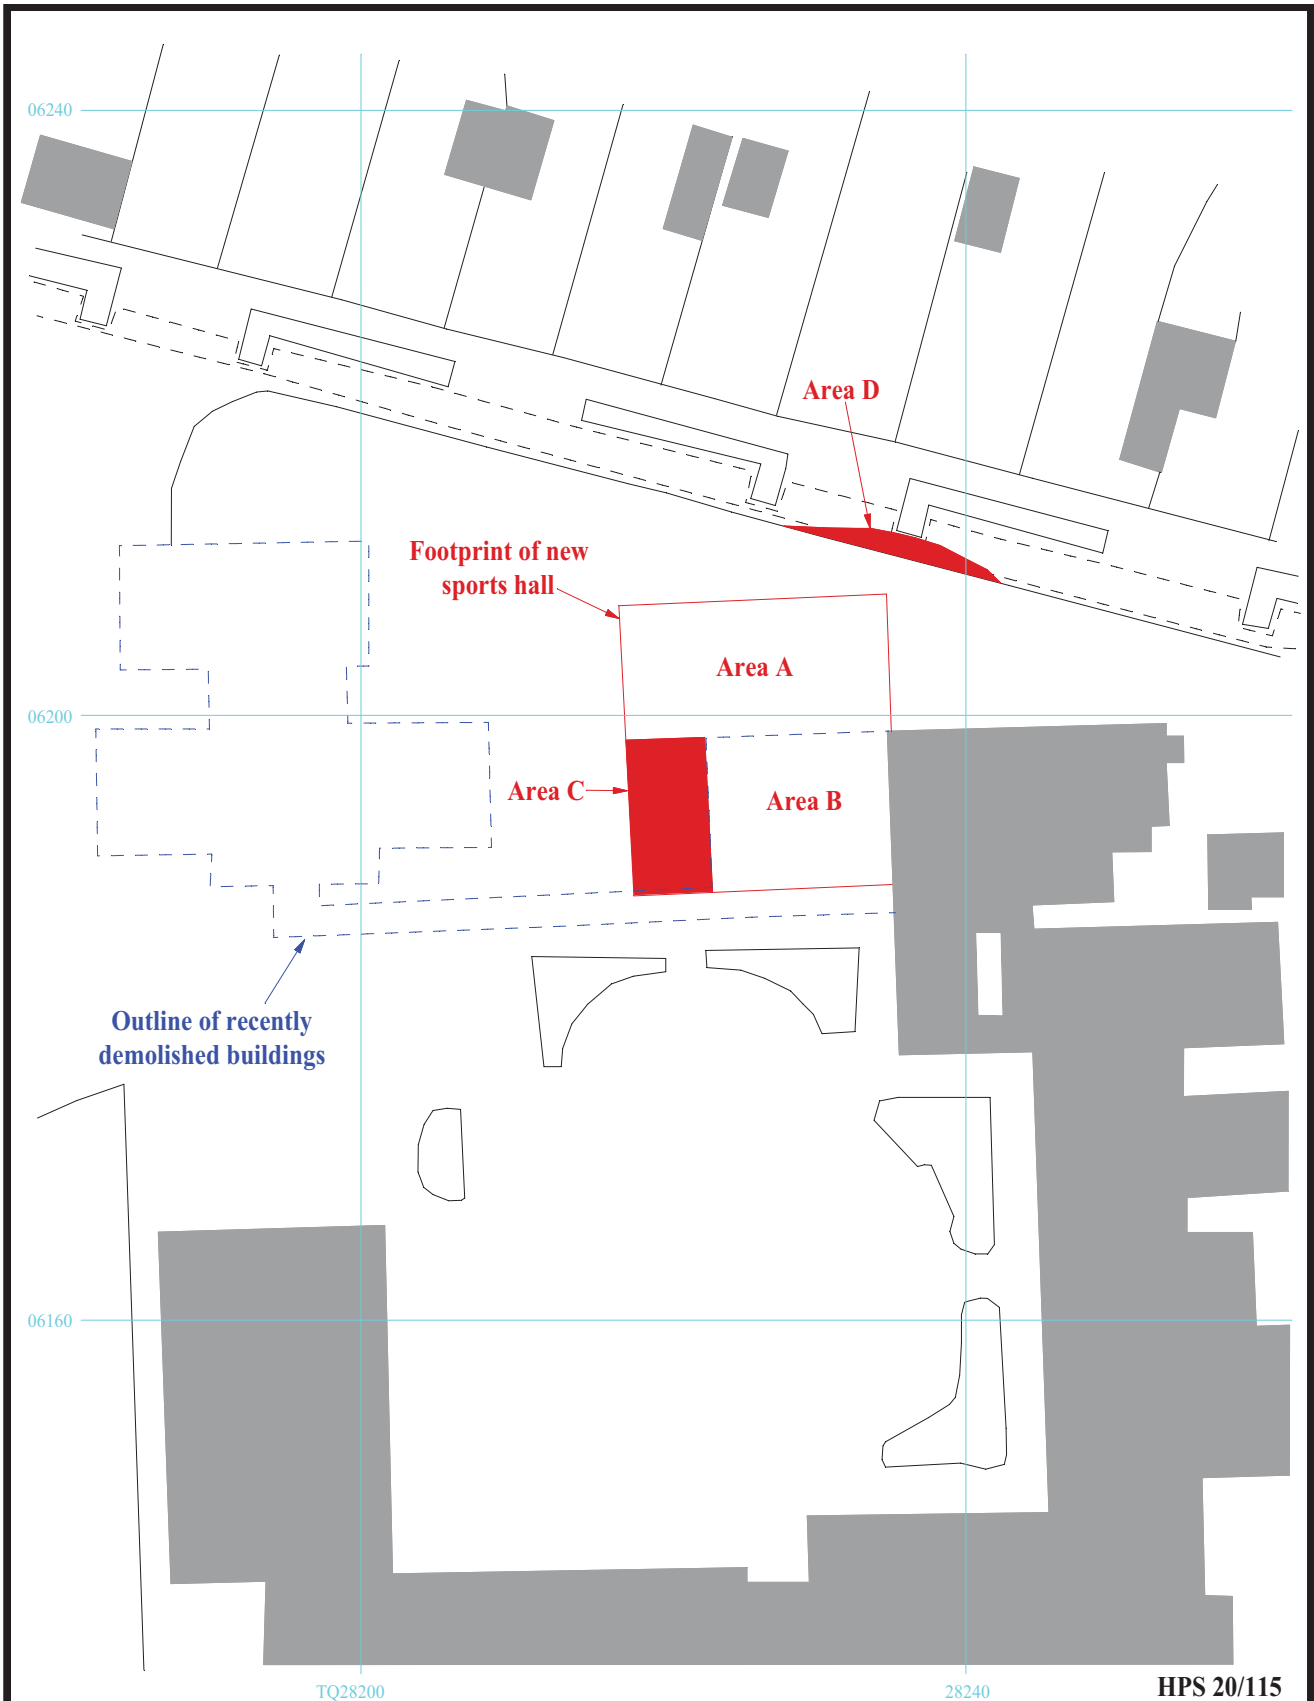 06240
Area D
Footprint of new
sports hall
Area A
06200
Area C
Area B
Outline of recently
demolished buildings
06160
TQ28200
28240
HPS 20/115